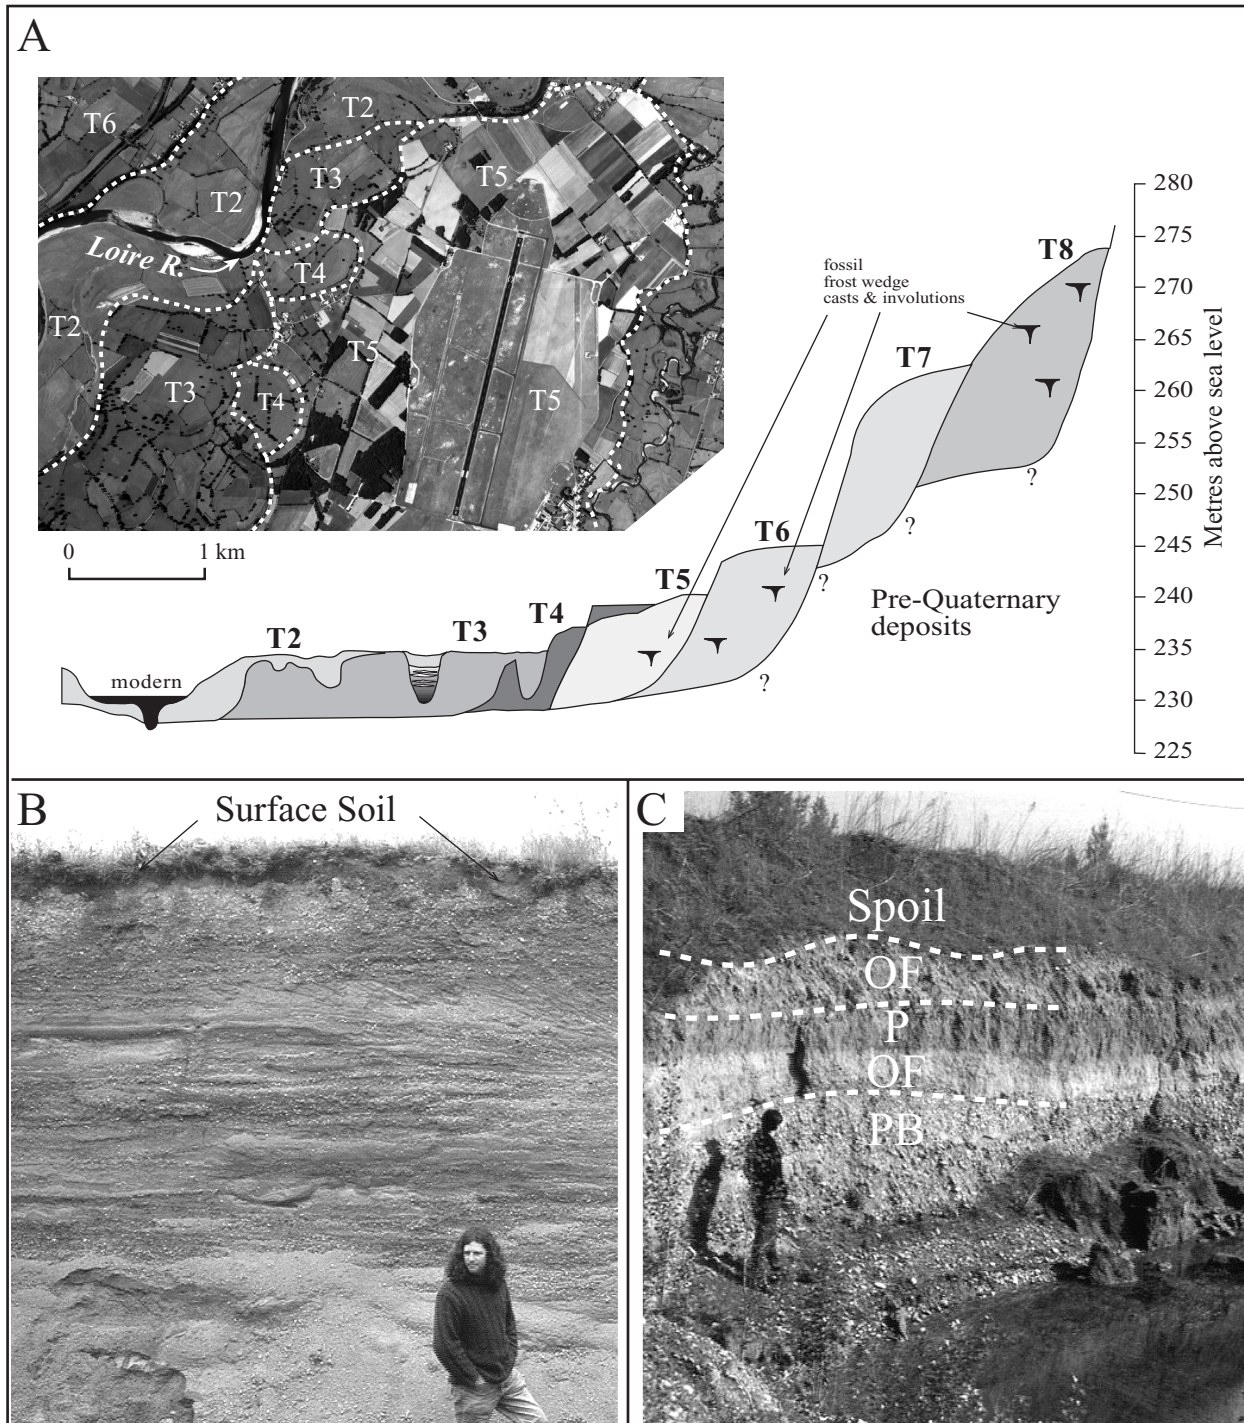 A
T6
T2
T2
T3
T5
Loire R.
T4
T2
T5
T3
T4
T5
0 1 km
280
275
270
265
260
255
250
245
240
235
230
225
Metres above sea level
T8
fossil
frost wedge
casts & involutions
T7
?
?
T6
?
Pre-Quaternary
deposits
T5
T4
T3
T2
?
modern
B
Surface Soil
C
Spoil
OF
P
OF
PB